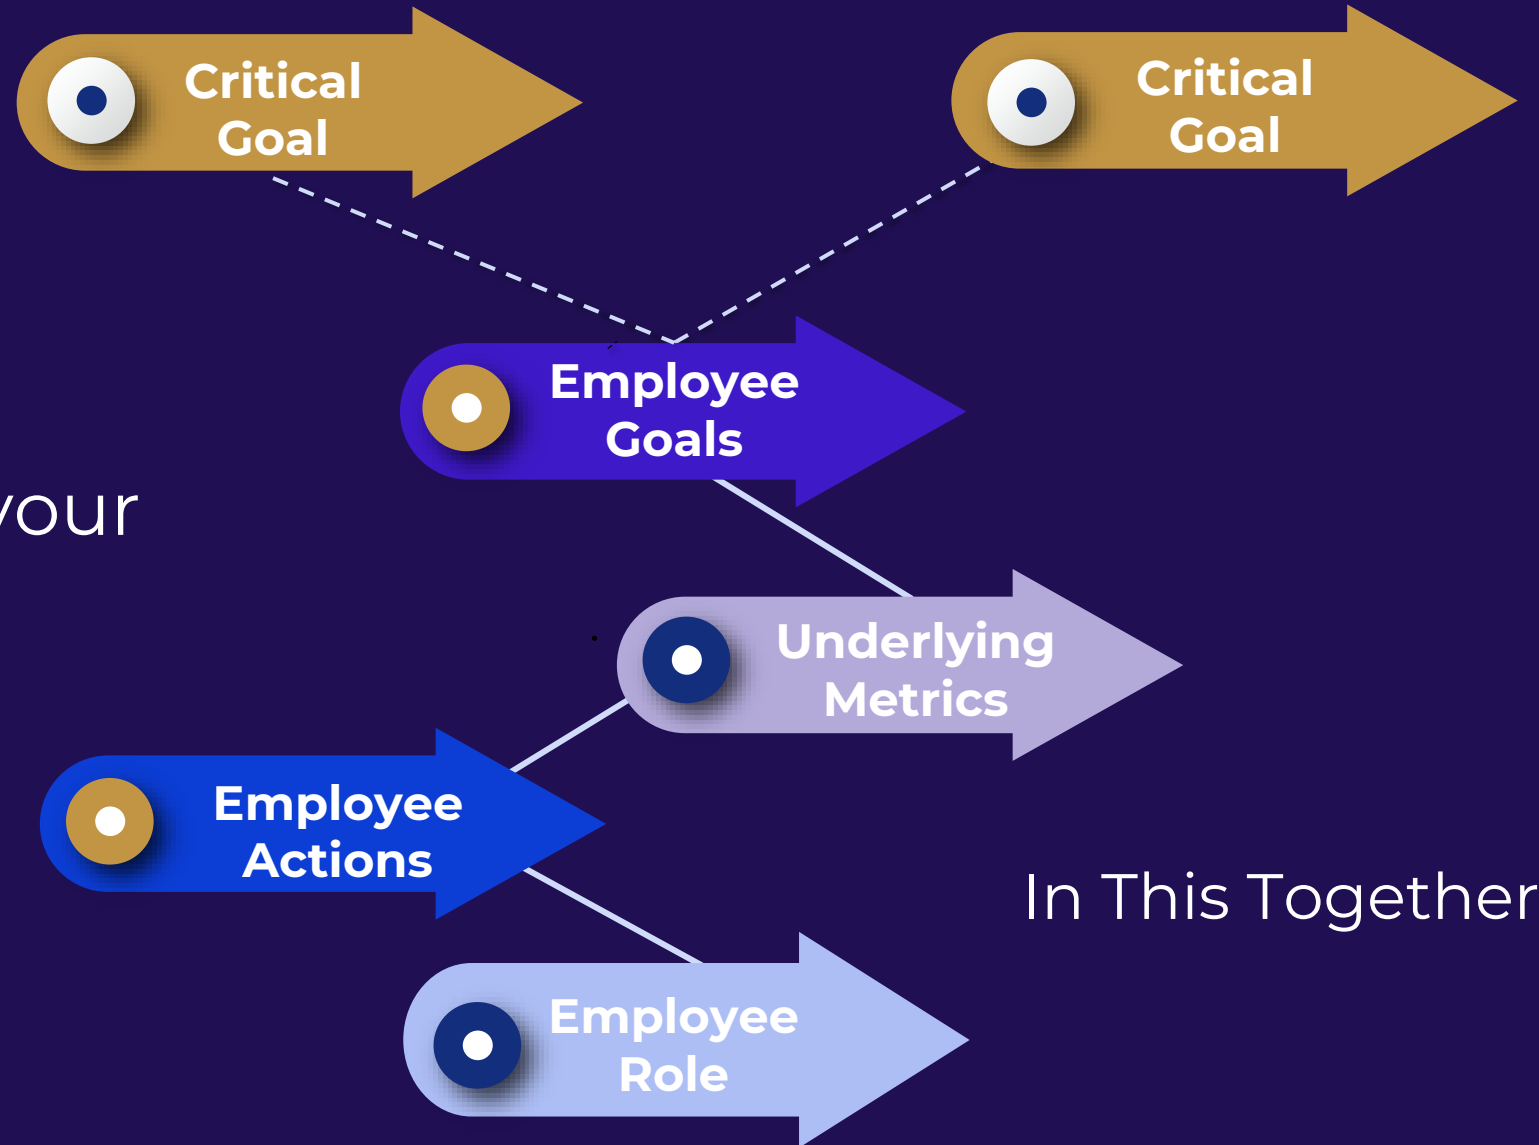 Critical
Goal
Critical
Goal
Employee
Goals
your
Underlying
Metrics
Employee
Actions
In This Together
Employee
Role